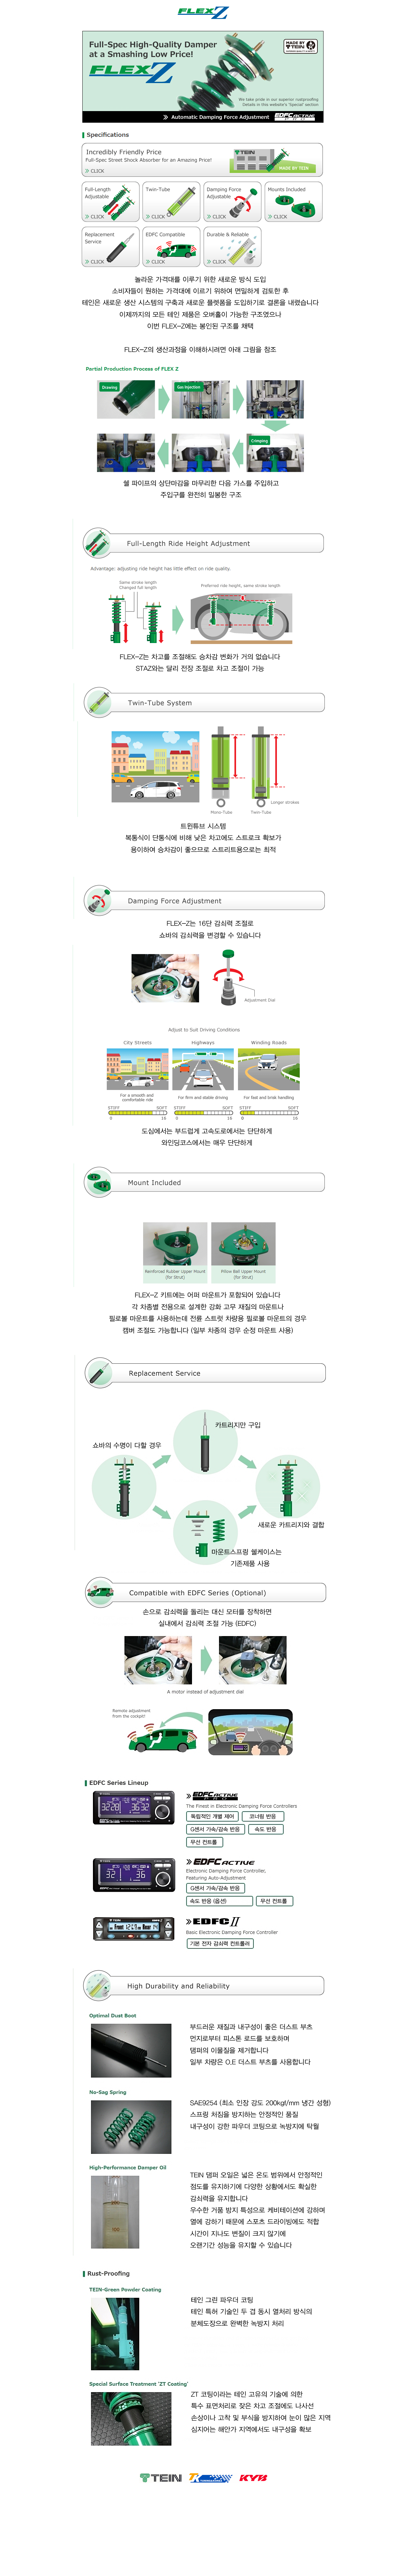 FLEX Z
Full-Spec High-Quality Damper
at a Smashing Low Price!
FLEX Z
MADE BY
TEIN
We take pride in our superior rustproofing
Details in this website's 'Special' section
Automatic Damping Force Adjustment EDFC ACTIVE
Specifications
Incredibly Friendly Price
Full-Spec Street Shock Absorber for an Amazing Price!
CLICK
TEIN
MADE BY TEIN
Full-Length
Adjustable
CLICK
Twin-Tube
CLICK
Damping Force
Adjustable
CLICK
Mounts Included
CLICK
Replacement
Service
CLICK
EDFC Compatible
CLICK
Durable & Reliable
CLICK
놀라운 가격대를 이루기 위한 새로운 방식 도입
소비자들이 원하는 가격대에 이르기 위하여 면밀하게 검토한 후
테인은 새로운 생산 시스템의 구축과 새로운 플랫폼을 도입하기로 결론을 내렸습니다
이제까지의 모든 테인 제품은 오버홀이 가능한 구조였으나
이번 FLEX-Z에는 봉인된 구조를 채택
FLEX-Z의 생산과정을 이해하시려면 아래 그림을 참조
Partial Production Process of FLEX Z
Drawing
Gas Injection
Crimping
쉘 파이프의 상단마감을 마무리한 다음 가스를 주입하고
주입구를 완전히 밀봉한 구조
Full-Length Ride Height Adjustment
Advantage: adjusting ride height has little effect on ride quality.
Same stroke length
Changed full length
Preferred ride height, same stroke length
FLEX-Z는 차고를 조절해도 승차감 변화가 거의 없습니다
STAZ와는 달리 전장 조절로 차고 조절이 가능
Twin-Tube System
Longer strokes
Mono-Tube
Twin-Tube
트윈튜브 시스템
복통식이 단통식에 비해 낮은 차고에도 스트로크 확보가
용이하여 승차감이 좋으므로 스트리트용으로는 최적
Damping Force Adjustment
FLEX-Z는 16단 감쇠력 조절로
쇼바의 감쇠력을 변경할 수 있습니다
Adjustment Dial
Adjust to Suit Driving Conditions
City Streets
Highways
Winding Roads
For a smooth and
comfortable ride
For firm and stable driving
For fast and brisk handling
STIFF SOFT
0 16
STIFF SOFT
0 16
STIFF SOFT
0 16
도심에서는 부드럽게 고속도로에서는 단단하게
와인딩코스에서는 매우 단단하게
Mount Included
Reinforced Rubber Upper Mount
(for Strut)
Pillow Ball Upper Mount
(for Strut)
FLEX-Z 키트에는 어퍼 마운트가 포함되어 있습니다
각 차종별 전용으로 설계한 강화 고무 재질의 마운트나
필로볼 마운트를 사용하는데 전륜 스트럿 차량용 필로볼 마운트의 경우
캠버 조절도 가능합니다 (일부 차종의 경우 순정 마운트 사용)
Replacement Service
카트리지만 구입
쇼바의 수명이 다할 경우
새로운 카트리지와 결합
마운트스프링 쉘케이스는
기존제품 사용
Compatible with EDFC Series (Optional)
손으로 감쇠력을 돌리는 대신 모터를 장착하면
실내에서 감쇠력 조절 가능 (EDFC)
A motor instead of adjustment dial
Remote adjustment
from the cockpit!
EDFC Series Lineup
EDFC ACTIVE PRO
The Finest in Electronic Damping Force Controllers
독립적인 개별 제어
코너링 반응
G센서 가속/감속 반응
속도 반응
무선 컨트롤
EDFC ACTIVE
Electronic Damping Force Controller,
Featuring Auto-Adjustment
G센서 가속/감속 반응
속도 반응 (옵션)
무선 컨트롤
EDFC II
Basic Electronic Damping Force Controller
기본 전자 감쇠력 컨트롤러
High Durability and Reliability
Optimal Dust Boot
부드러운 재질과 내구성이 좋은 더스트 부츠
먼지로부터 피스톤 로드를 보호하며
댐퍼의 이물질을 제거합니다
일부 차량은 O.E 더스트 부츠를 사용합니다
No-Sag Spring
SAE9254 (최소 인장 강도 200kgf/mm 냉간 성형)
스프링 처짐을 방지하는 안정적인 품질
내구성이 강한 파우더 코팅으로 녹방지에 탁월
High-Performance Damper Oil
TEIN 댐퍼 오일은 넓은 온도 범위에서 안정적인
점도를 유지하기에 다양한 상황에서도 확실한
감쇠력을 유지합니다
우수한 거품 방지 특성으로 케비테이션에 강하며
열에 강하기 때문에 스포츠 드라이빙에도 적합
시간이 지나도 변질이 크지 않기에
오랜기간 성능을 유지할 수 있습니다
Rust-Proofing
TEIN-Green Powder Coating
테인 그린 파우더 코팅
테인 특허 기술인 두 겹 동시 열처리 방식의
분체도장으로 완벽한 녹방지 처리
Special Surface Treatment 'ZT Coating'
ZT 코팅이라는 테인 고유의 기술에 의한
특수 표면처리로 잦은 차고 조절에도 나사선
손상이나 고착 및 부식을 방지하여 눈이 많은 지역
심지어는 해안가 지역에서도 내구성을 확보
TEIN
KYB